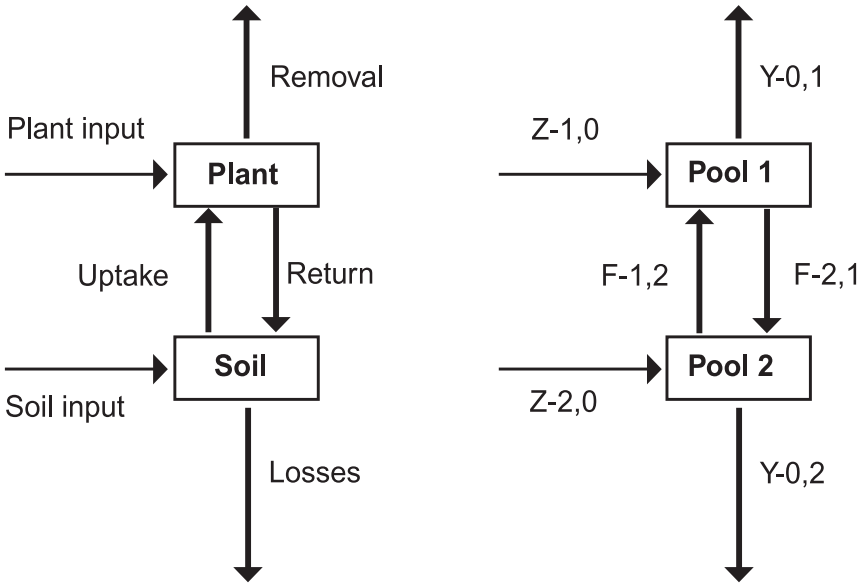 Removal
Plant input
Plant
Uptake
Return
Soil
Soil input
Losses
Y-0,1
Z-1,0
Pool 1
F-1,2
F-2,1
Pool 2
Z-2,0
Y-0,2